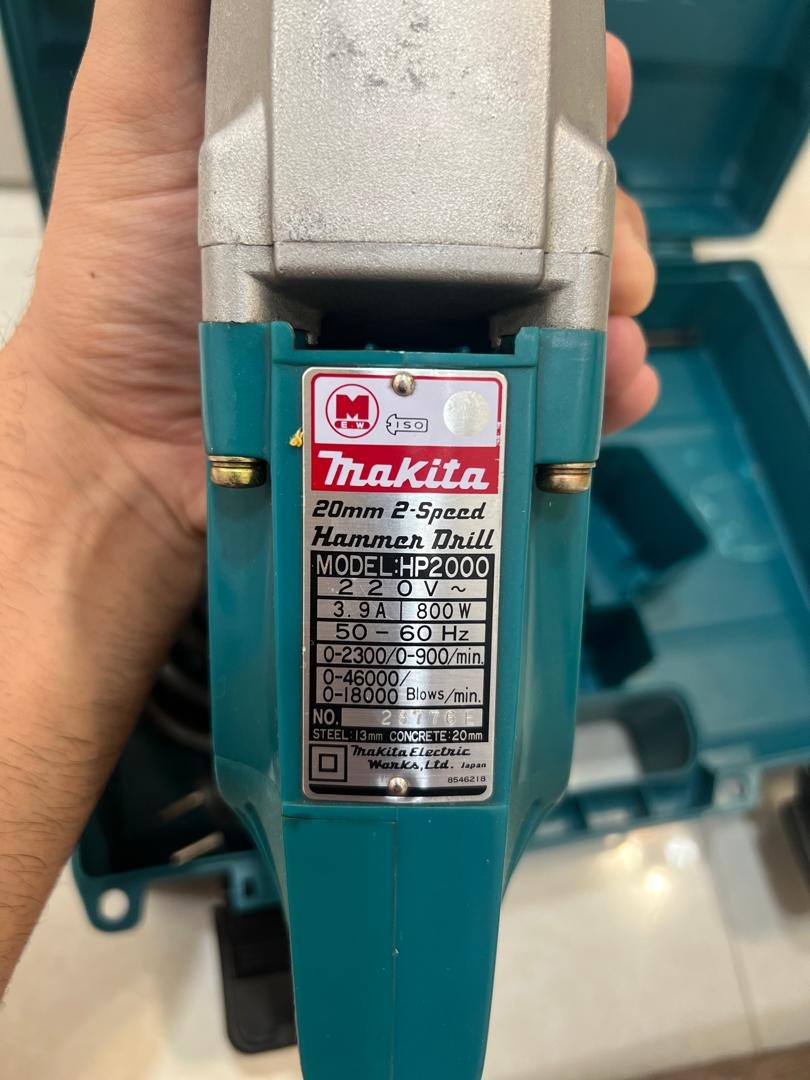 M
E.W
ISO
Makita
20mm 2-Speed
Hammer Drill
MODEL:HP2000
220V~
3.9A 800W
50-60Hz
0-2300/0-900/min.
0-46000/
0-18000 Blows/min.
NO.
STEEL:13mm CONCRETE:20mm
Makita Electric
Works,Ltd. Japan
8546218